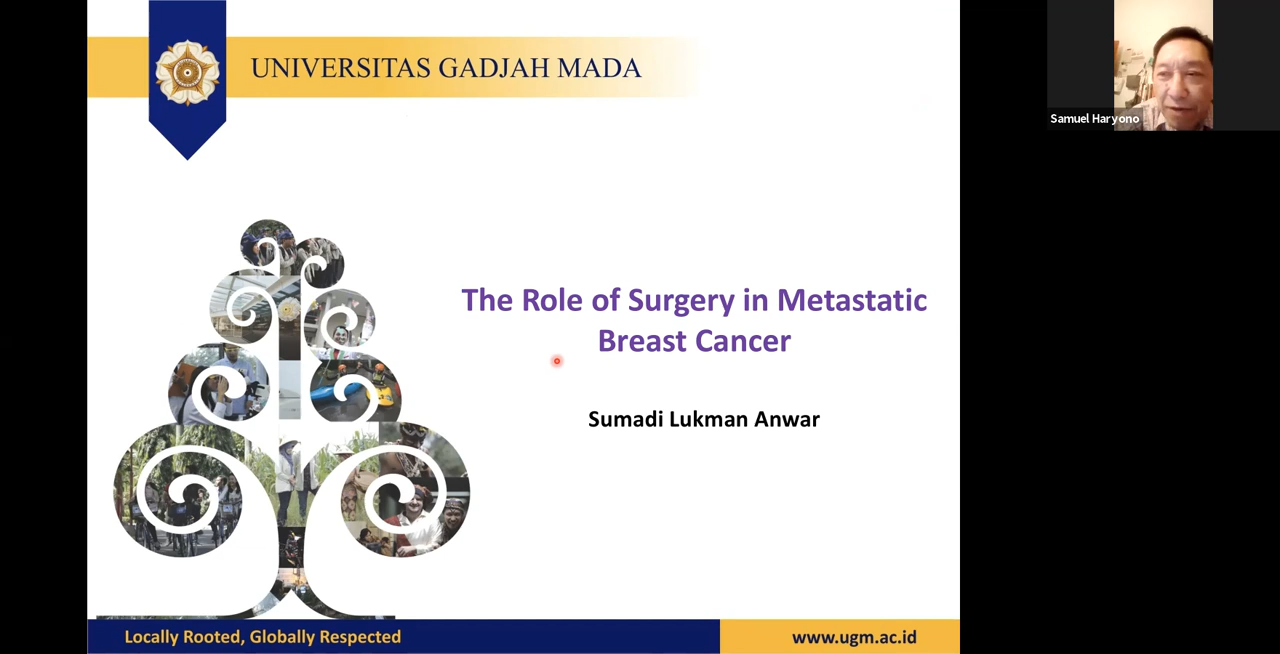 UNIVERSITAS GADJAH MADA
Samuel Haryono
The Role of Surgery in Metastatic
Breast Cancer
Sumadi Lukman Anwar
Locally Rooted, Globally Respected
www.ugm.ac.id